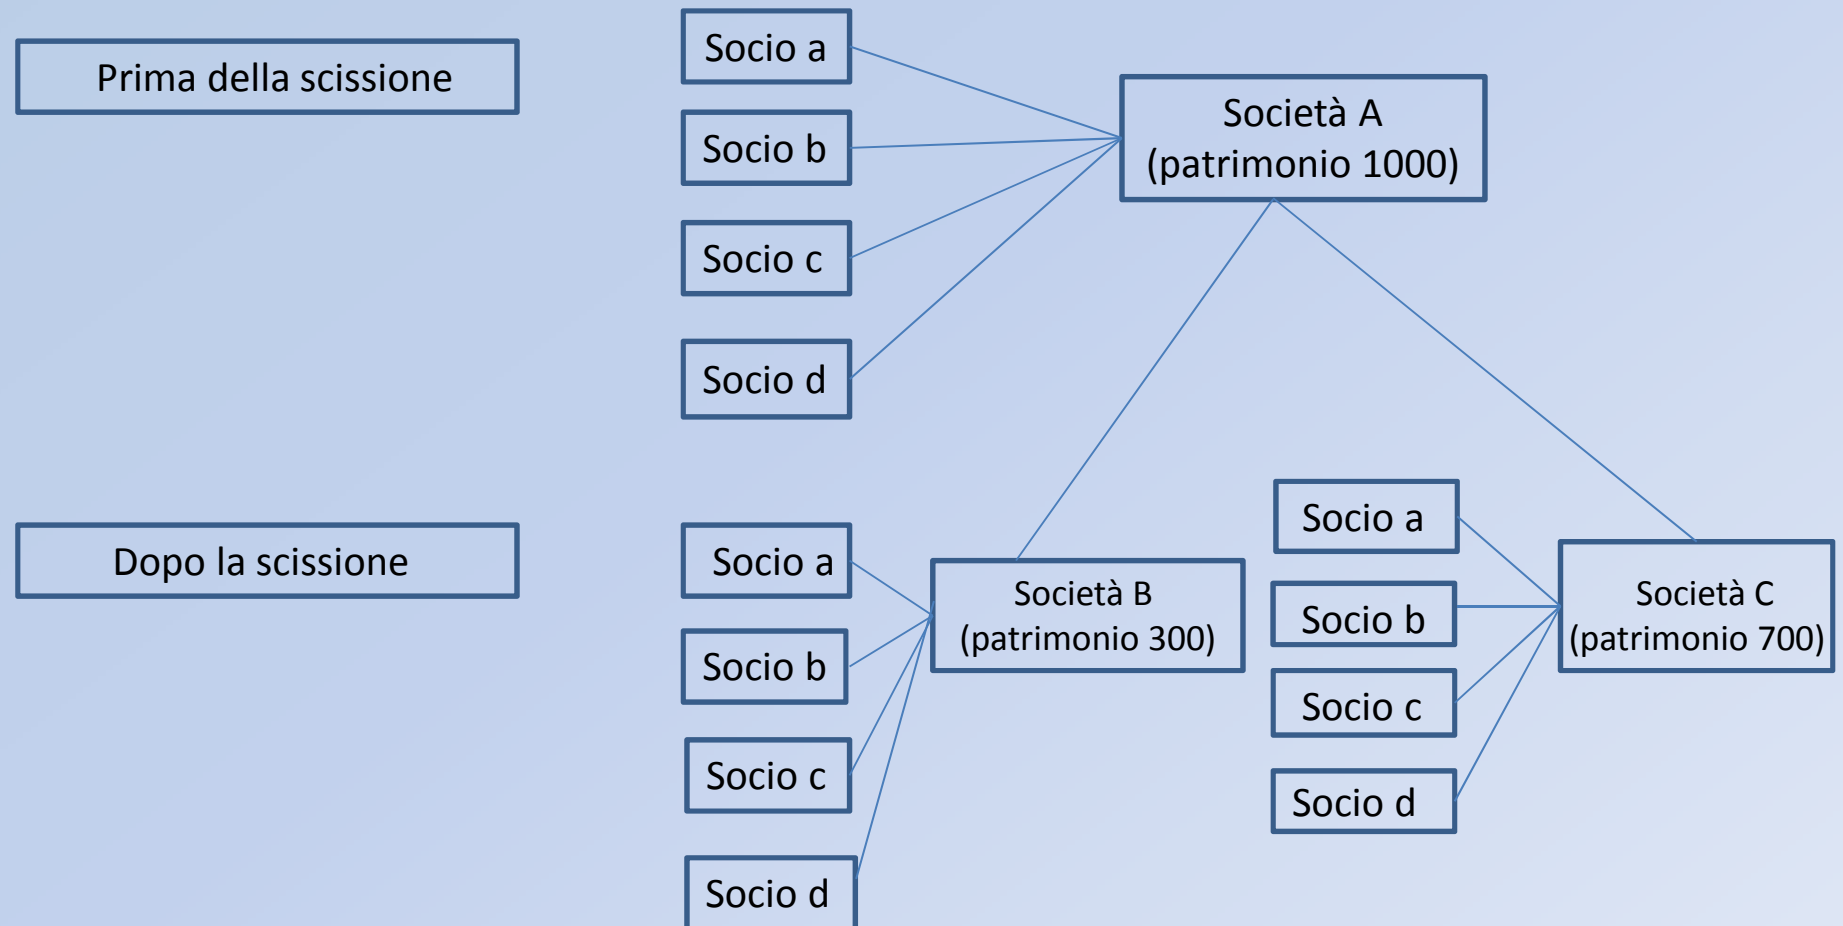 Prima della scissione
Socio a
Socio b
Socio c
Socio d
Società A
(patrimonio 1000)
Dopo la scissione
Socio a
Socio b
Socio c
Socio d
Società B
(patrimonio 300)
Socio a
Socio b
Socio c
Socio d
Società C
(patrimonio 700)